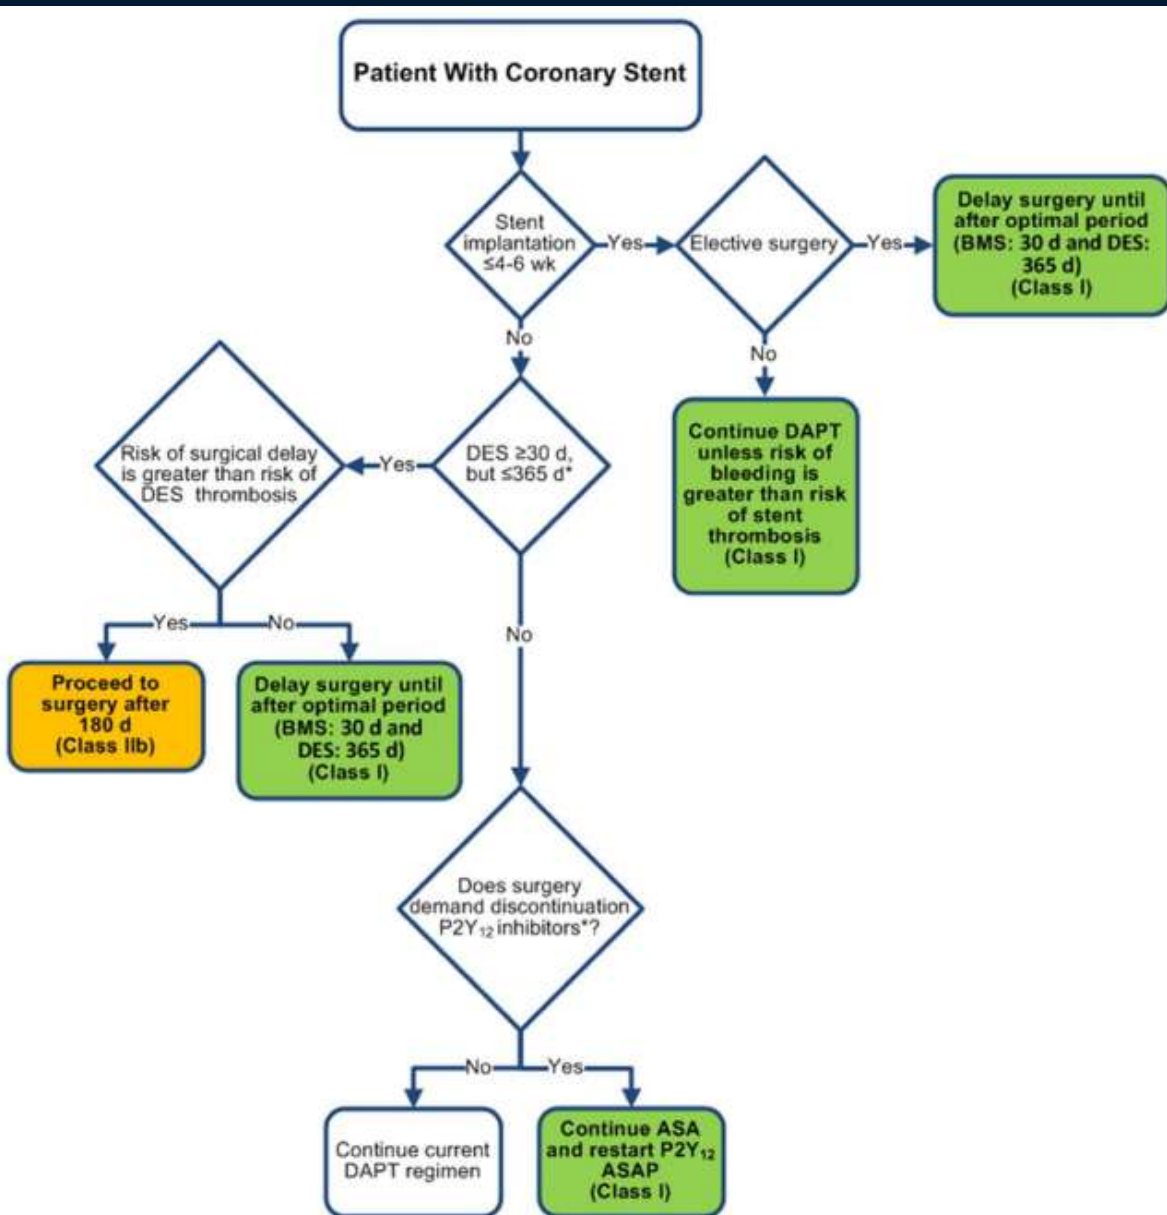 Patient With Coronary Stent
Stent
implantation
≤4-6 wk
Yes
Elective surgery
Yes
Delay surgery until
after optimal period
(BMS: 30 d and DES:
365 d)
(Class I)
No
No
Continue DAPT
unless risk of
bleeding is
greater than risk
of stent
thrombosis
(Class I)
DES ≥30 d,
but ≤365 d*
Yes
Risk of surgical delay
is greater than risk of
DES thrombosis
Yes
No
Proceed to
surgery after
180 d
(Class IIb)
Delay surgery until
after optimal period
(BMS: 30 d and
DES: 365 d)
(Class I)
No
Does surgery
demand discontinuation
P2Y₁₂ inhibitors*?
No
Yes
Continue current
DAPT regimen
Continue ASA
and restart P2Y₁₂
ASAP
(Class I)